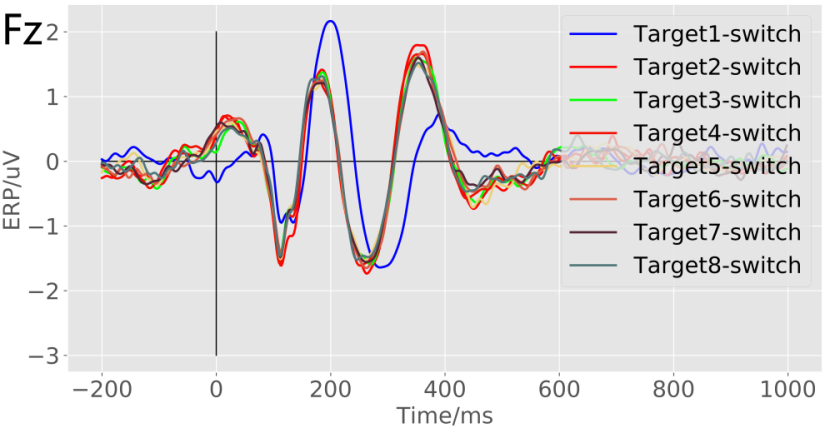 Fz
ERP/uV
2
1
0
−1
−2
−3
Target1-switch
Target2-switch
Target3-switch
Target4-switch
Target5-switch
Target6-switch
Target7-switch
Target8-switch
−200 0 200 400 600 800 1000
Time/ms